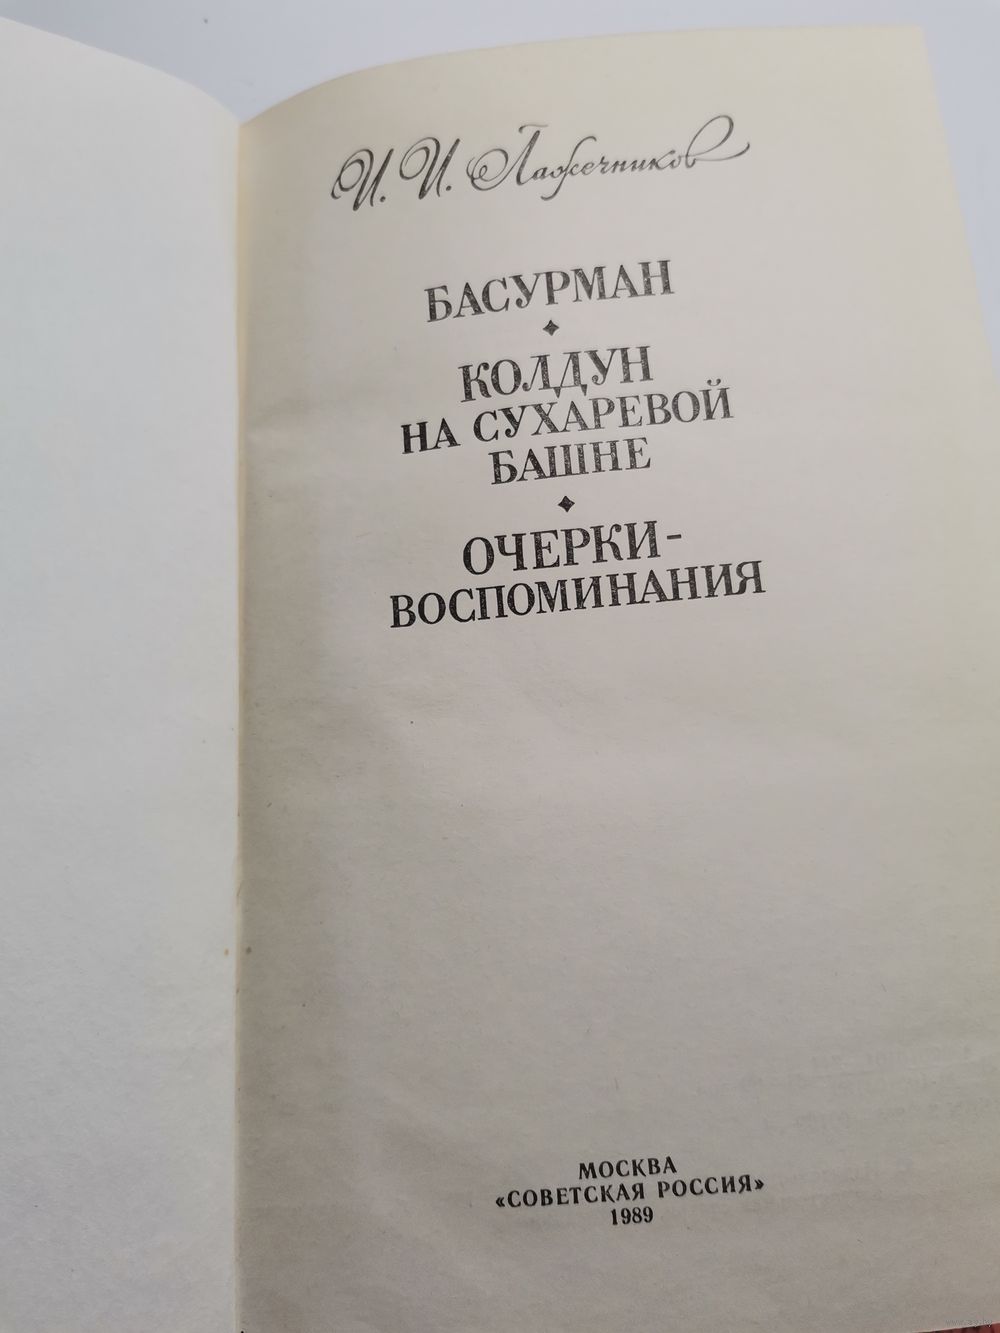 И. И. Лажечников
БАСУРМАН
КОЛДУН
НА СУХАРЕВОЙ
БАШНЕ
ОЧЕРКИ-
ВОСПОМИНАНИЯ
МОСКВА
«СОВЕТСКАЯ РОССИЯ»
1989